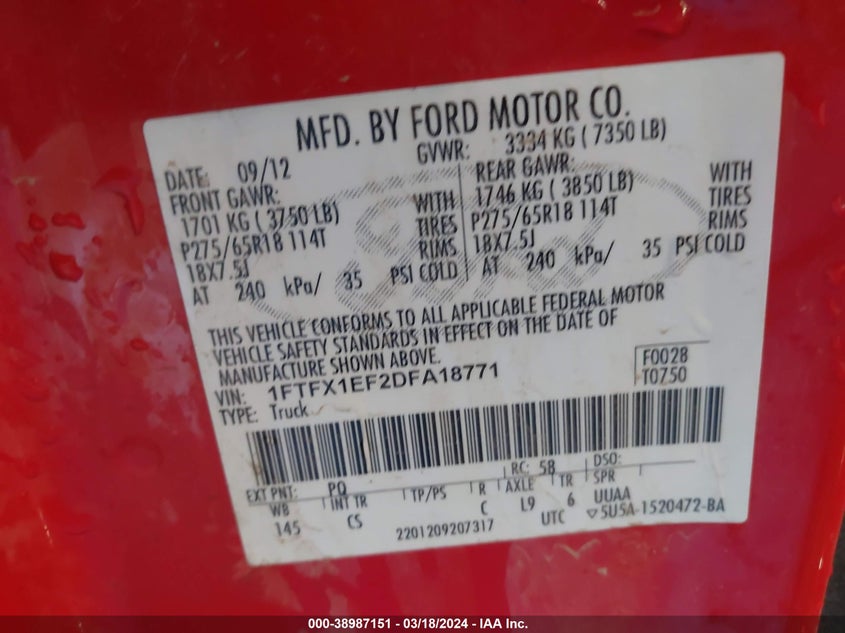 MFD. BY FORD MOTOR CO.
DATE: 09/12 GVWR: 3334 KG ( 7350 LB)
FRONT GAWR: REAR GAWR:
1701 KG ( 3750 LB) WITH 1746 KG ( 3850 LB) WITH
P275/65R18 114T TIRES P275/65R18 114T TIRES
18X7.5J RIMS 18X7.5J RIMS
AT 240 kPa/ 35 PSI COLD AT 240 kPa/ 35 PSI COLD
THIS VEHICLE CONFORMS TO ALL APPLICABLE FEDERAL MOTOR
VEHICLE SAFETY STANDARDS IN EFFECT ON THE DATE OF
MANUFACTURE SHOWN ABOVE.
VIN: 1FTFX1EF2DFA18771 F0028
TYPE: Truck T0750
EXT PNT: PQ RC: 58 DSO:
WB INT TR TP/PS R AXLE TR SPR
145 CS C L9 6 UUAA
2201209207317 UTC ▽5U5A-1520472-BA
Ford
000-38987151 - 03/18/2024 - IAA Inc.